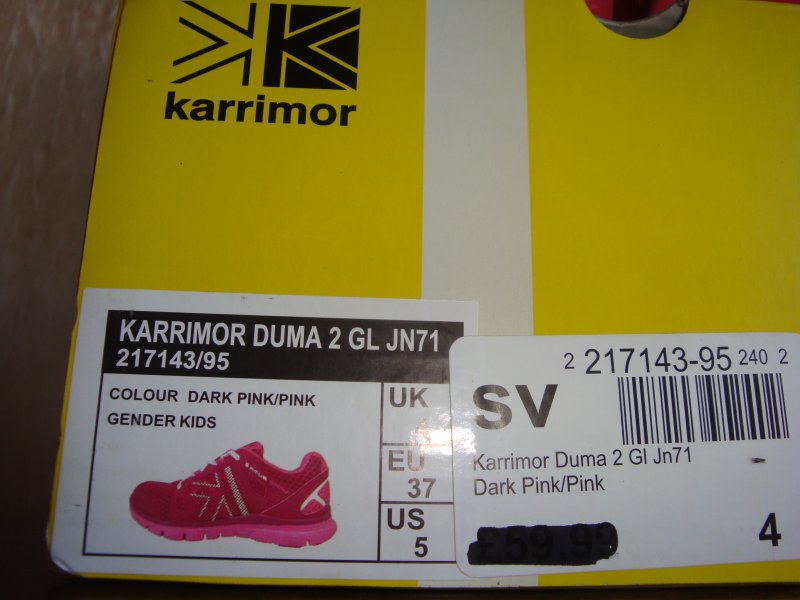 karrimor
KARRIMOR DUMA 2 GL JN71
217143/95
COLOUR DARK PINK/PINK
GENDER KIDS
UK
EU
37
US
5
2 217143-95 240 2
SV
Karrimor Duma 2 Gl Jn71
Dark Pink/Pink
£59.99
4